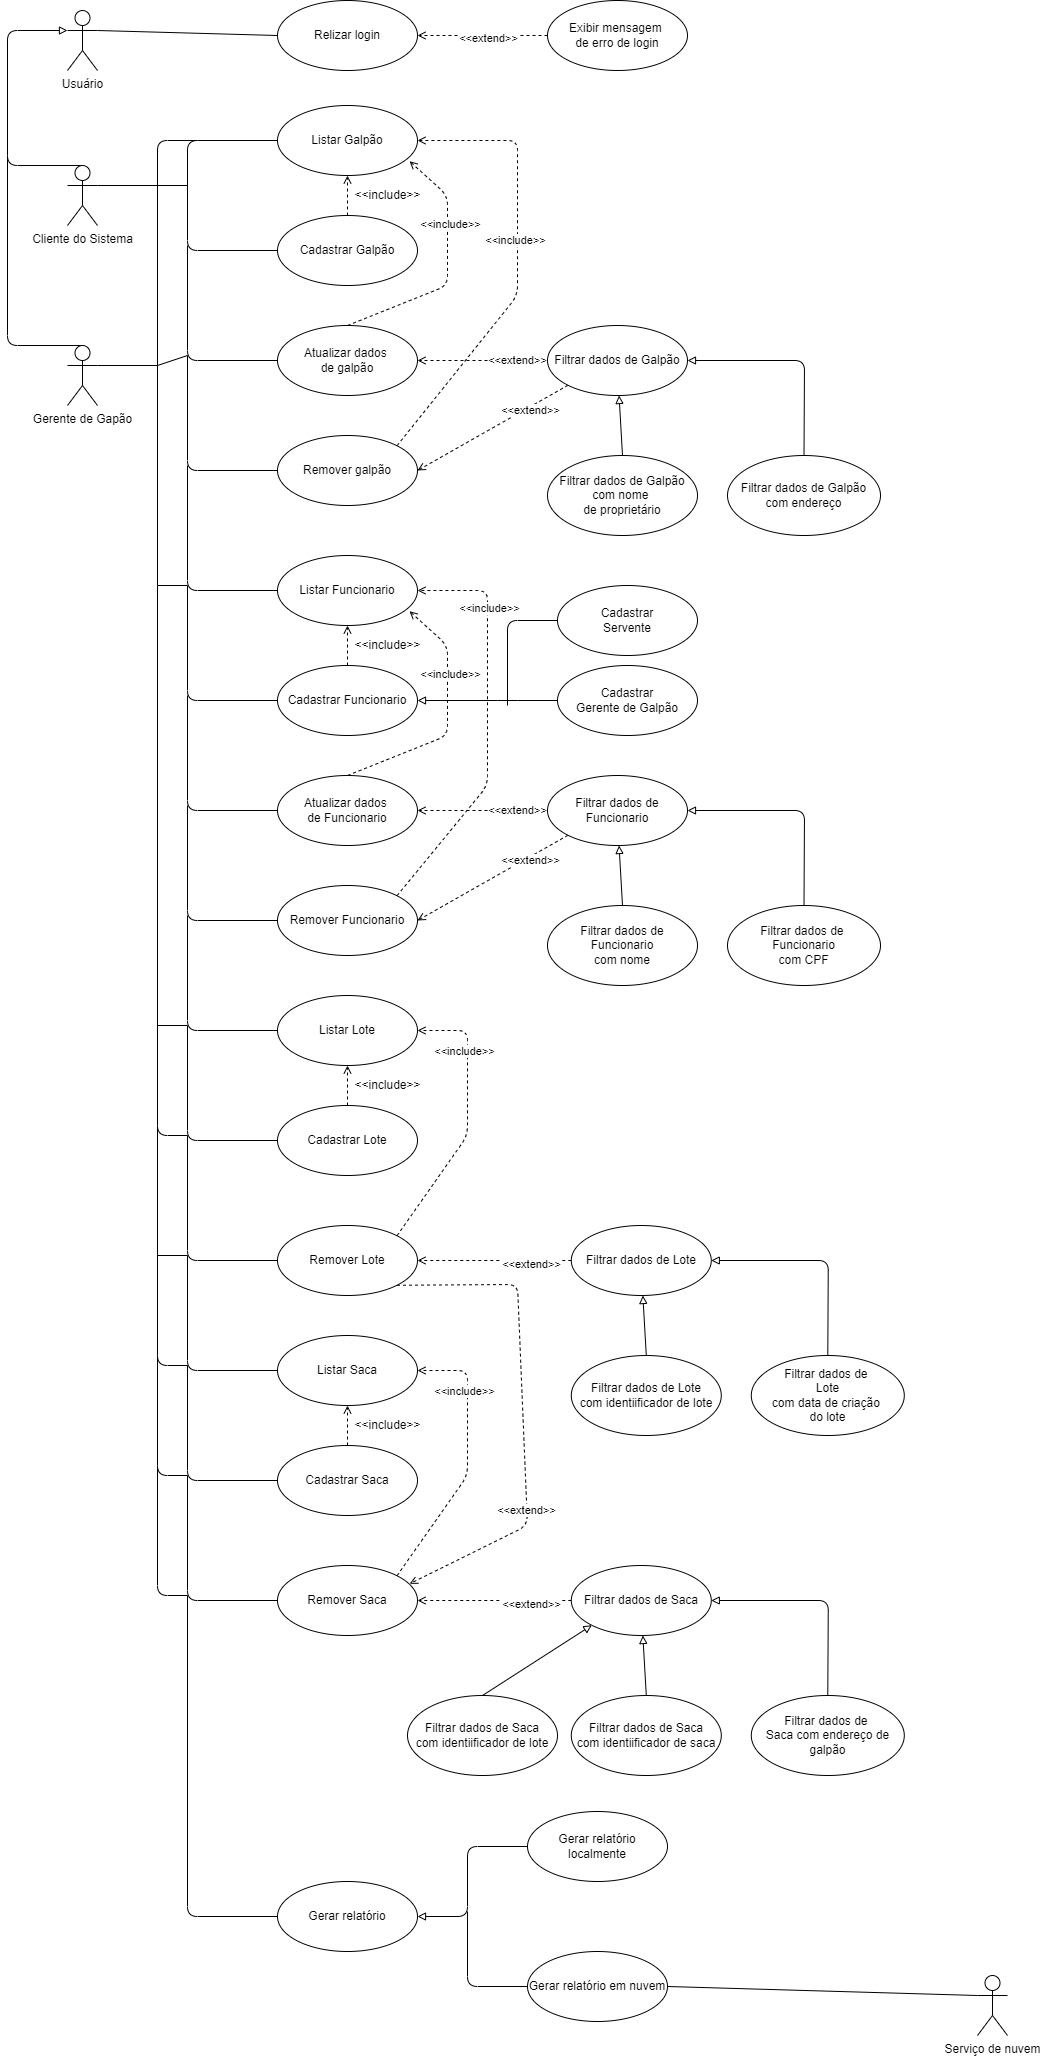 Usuário
Relizar login
<<extend>>
Exibir mensagem
de erro de login
Listar Galpão
<<include>>
<<include>>
<<include>>
Cliente do Sistema
Cadastrar Galpão
Gerente de Gapão
Atualizar dados
de galpão
<<extend>>
Filtrar dados de Galpão
<<extend>>
Remover galpão
Filtrar dados de Galpão
com nome
de proprietário
Filtrar dados de Galpão
com endereço
Listar Funcionario
<<include>>
<<include>>
<<include>>
Cadastrar
Servente
Cadastrar Funcionario
Cadastrar
Gerente de Galpão
Atualizar dados
de Funcionario
<<extend>>
Filtrar dados de
Funcionario
<<extend>>
Remover Funcionario
Filtrar dados de
Funcionario
com nome
Filtrar dados de
Funcionario
com CPF
Listar Lote
<<include>>
<<include>>
Cadastrar Lote
Remover Lote
<<extend>>
Filtrar dados de Lote
Listar Saca
<<include>>
<<include>>
Filtrar dados de Lote
com identiificador de lote
Filtrar dados de
Lote
com data de criação
do lote
Cadastrar Saca
<<extend>>
Remover Saca
<<extend>>
Filtrar dados de Saca
Filtrar dados de Saca
com identiificador de lote
Filtrar dados de Saca
com identiificador de saca
Filtrar dados de
Saca com endereço de
galpão
Gerar relatório
localmente
Gerar relatório
Gerar relatório em nuvem
Serviço de nuvem